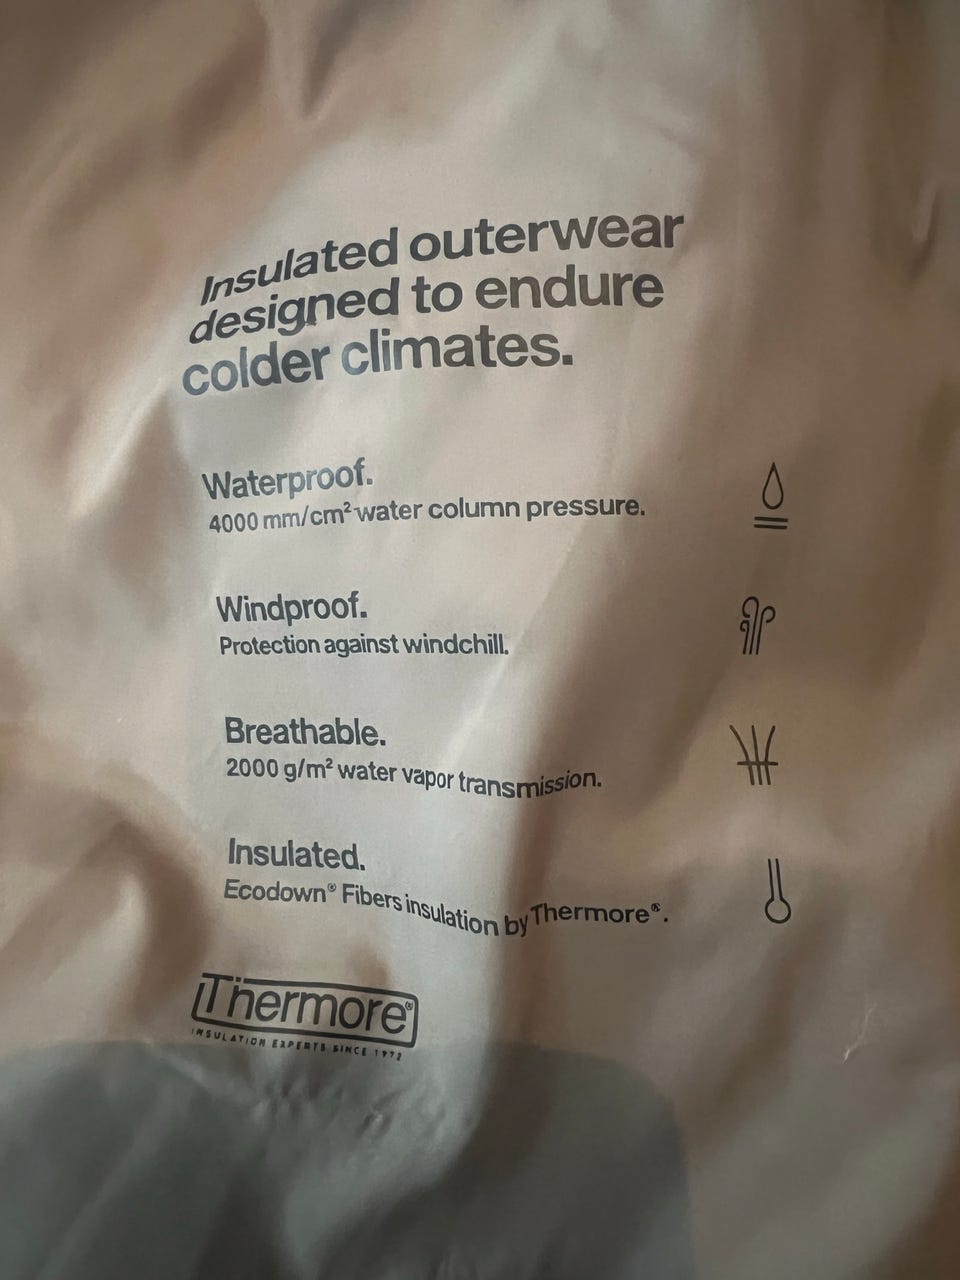 Insulated outerwear
designed to endure
colder climates.
Waterproof.
4000 mm/cm² water column pressure.
Windproof.
Protection against windchill.
Breathable.
2000 g/m² water vapor transmission.
Insulated.
Ecodown® Fibers insulation by Thermore®.
Thermore®
INSULATION EXPERTS SINCE 1972